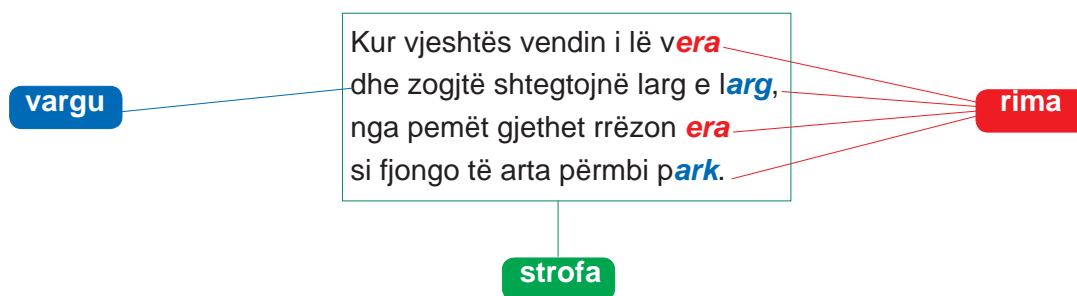 Kur vjeshtës vendin i lë vera
dhe zogjtë shtegtojnë larg e larg,
nga pemët gjethet rrëzon era
si fjongo të arta përmbi park.
vargu
rima
strofa